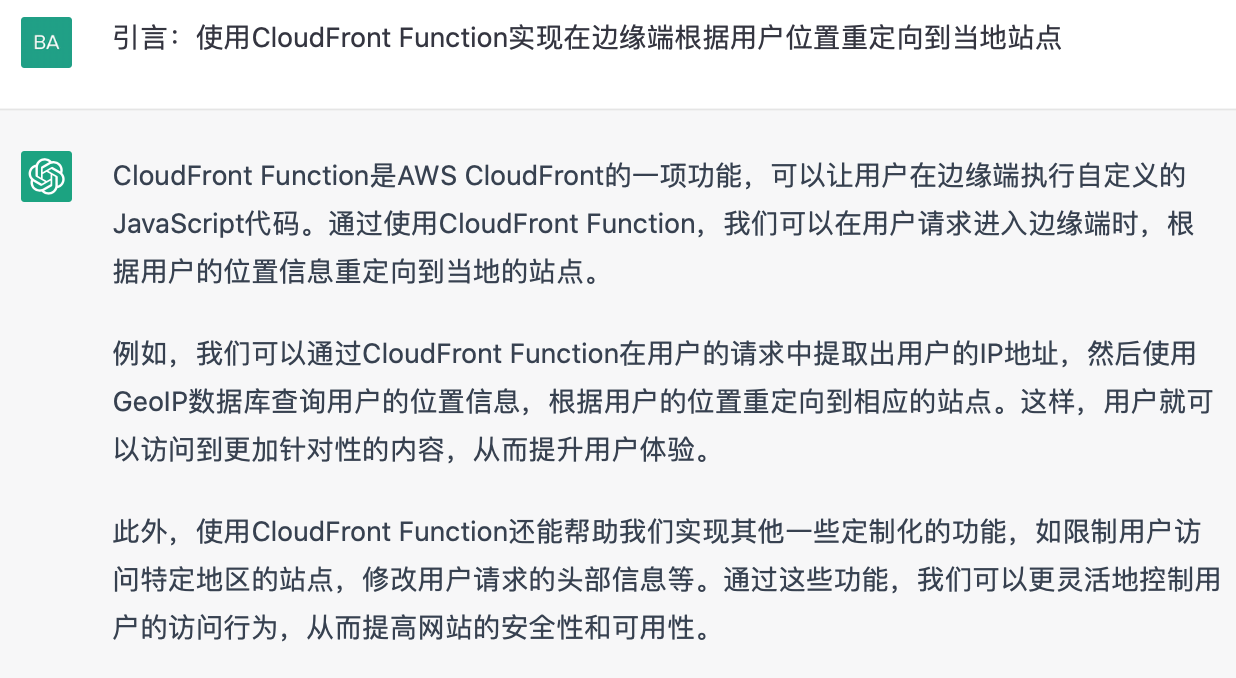 BA
引言：使用CloudFront Function实现在边缘端根据用户位置重定向到当地站点
CloudFront Function是AWS CloudFront的一项功能，可以让用户在边缘端执行自定义的
JavaScript代码。通过使用CloudFront Function，我们可以在用户请求进入边缘端时，根
据用户的位置信息重定向到当地的站点。
例如，我们可以通过CloudFront Function在用户的请求中提取出用户的IP地址，然后使用
GeoIP数据库查询用户的位置信息，根据用户的位置重定向到相应的站点。这样，用户就可
以访问到更加针对性的内容，从而提升用户体验。
此外，使用CloudFront Function还能帮助我们实现其他一些定制化的功能，如限制用户访
问特定地区的站点，修改用户请求的头部信息等。通过这些功能，我们可以更灵活地控制用
户的访问行为，从而提高网站的安全性和可用性。